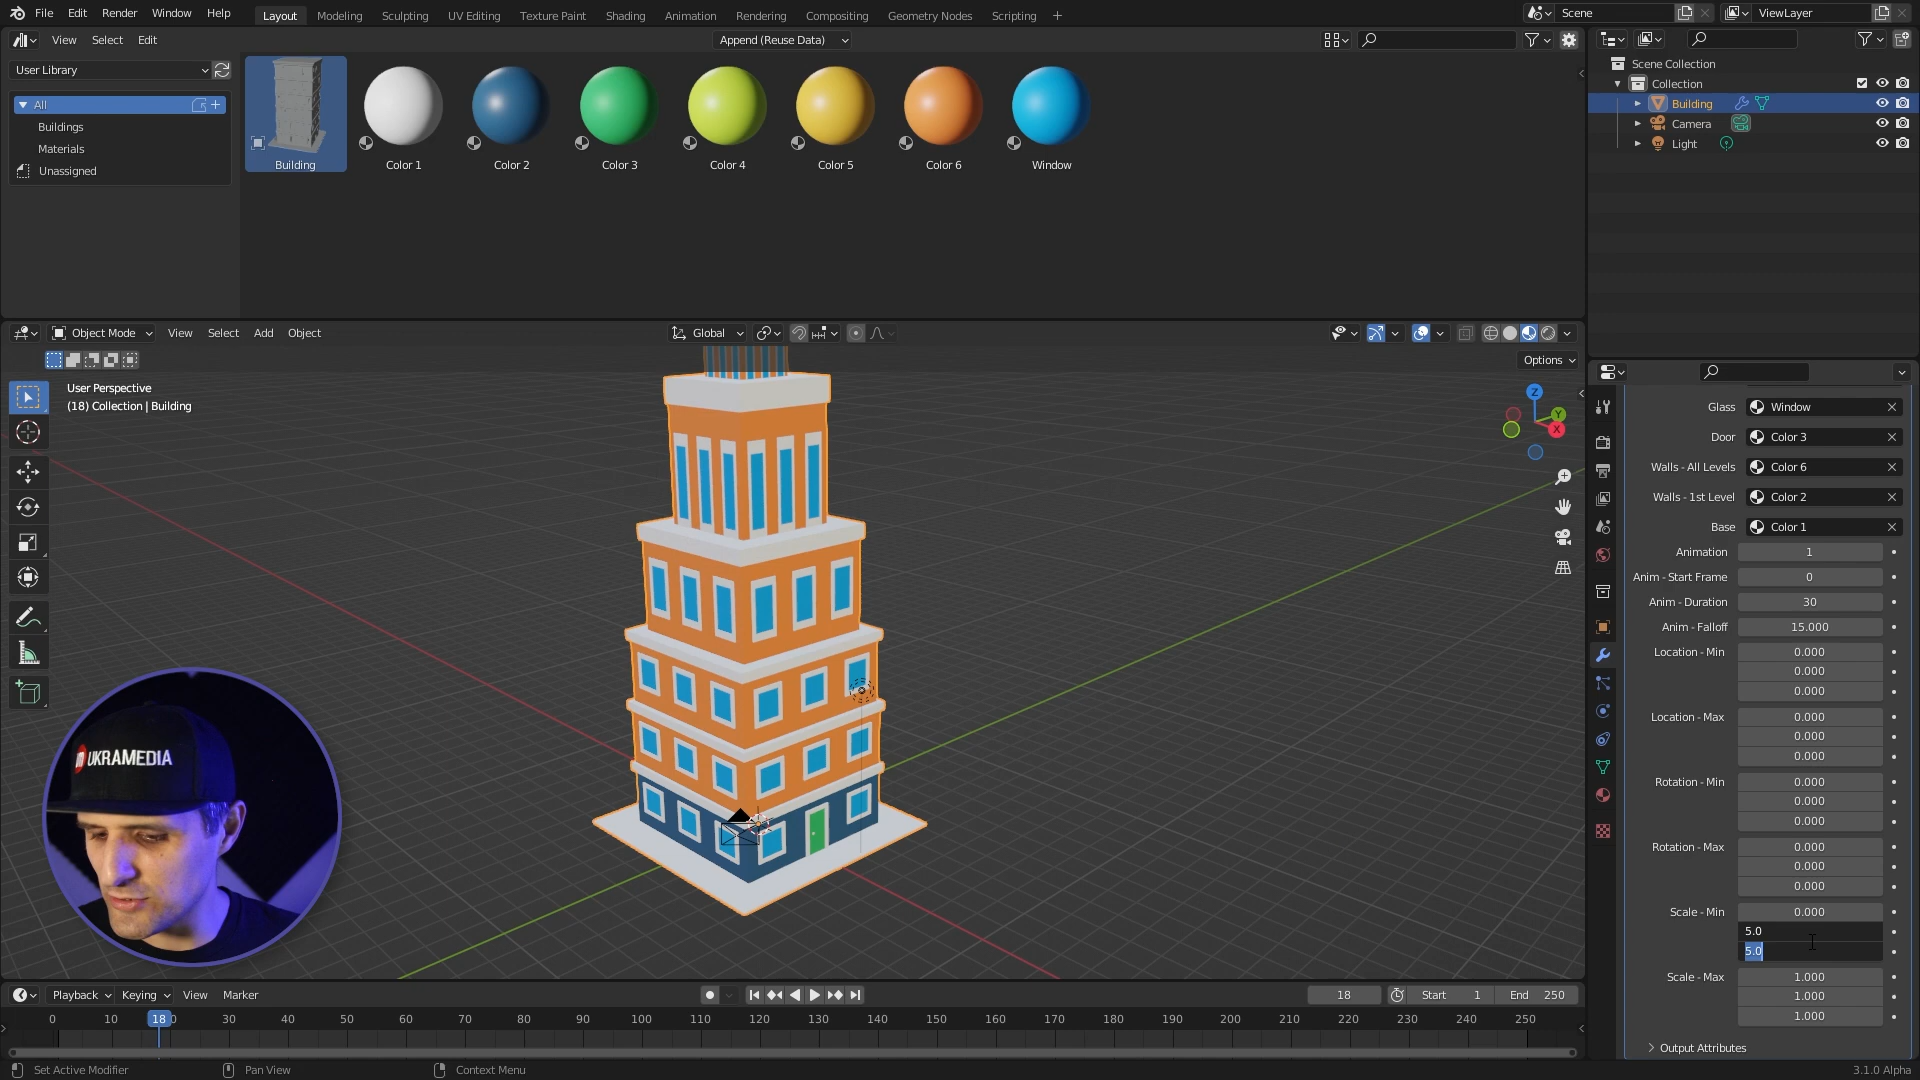 File Edit Render Window Help Layout Modeling Sculpting UV Editing Texture Paint Shading Animation Rendering Compositing Geometry Nodes Scripting + Scene ViewLayer
View Select Edit Append (Reuse Data)
User Library
All
Buildings
Materials
Unassigned
Building Color 1 Color 2 Color 3 Color 4 Color 5 Color 6 Window
Scene Collection
Collection
Building
Camera
Light
Object Mode View Select Add Object Global
Options
User Perspective
(18) Collection | Building
Z
Y
X
UKRAMEDIA
Glass Window
Door Color 3
Walls - All Levels Color 6
Walls - 1st Level Color 2
Base Color 1
Animation 1
Anim - Start Frame 0
Anim - Duration 30
Anim - Falloff 15.000
Location - Min 0.000
0.000
0.000
Location - Max 0.000
0.000
0.000
Rotation - Min 0.000
0.000
0.000
Rotation - Max 0.000
0.000
0.000
Scale - Min 0.000
5.0
5.0
Scale - Max 1.000
1.000
1.000
Output Attributes
Playback Keying View Marker 18 Start 1 End 250
0 10 18 30 40 50 60 70 80 90 100 110 120 130 140 150 160 170 180 190 200 210 220 230 240 250
Set Active Modifier Pan View Context Menu 3.1.0 Alpha